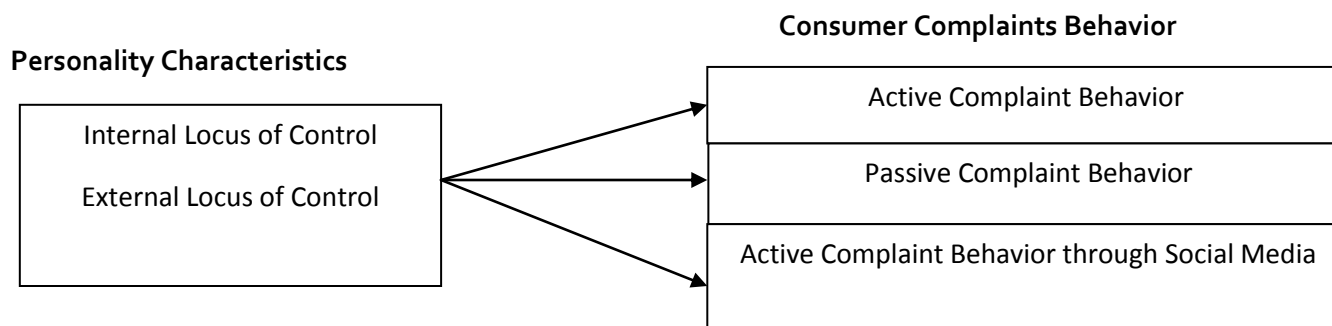 Personality Characteristics
Internal Locus of Control
External Locus of Control
Consumer Complaints Behavior
Active Complaint Behavior
Passive Complaint Behavior
Active Complaint Behavior through Social Media